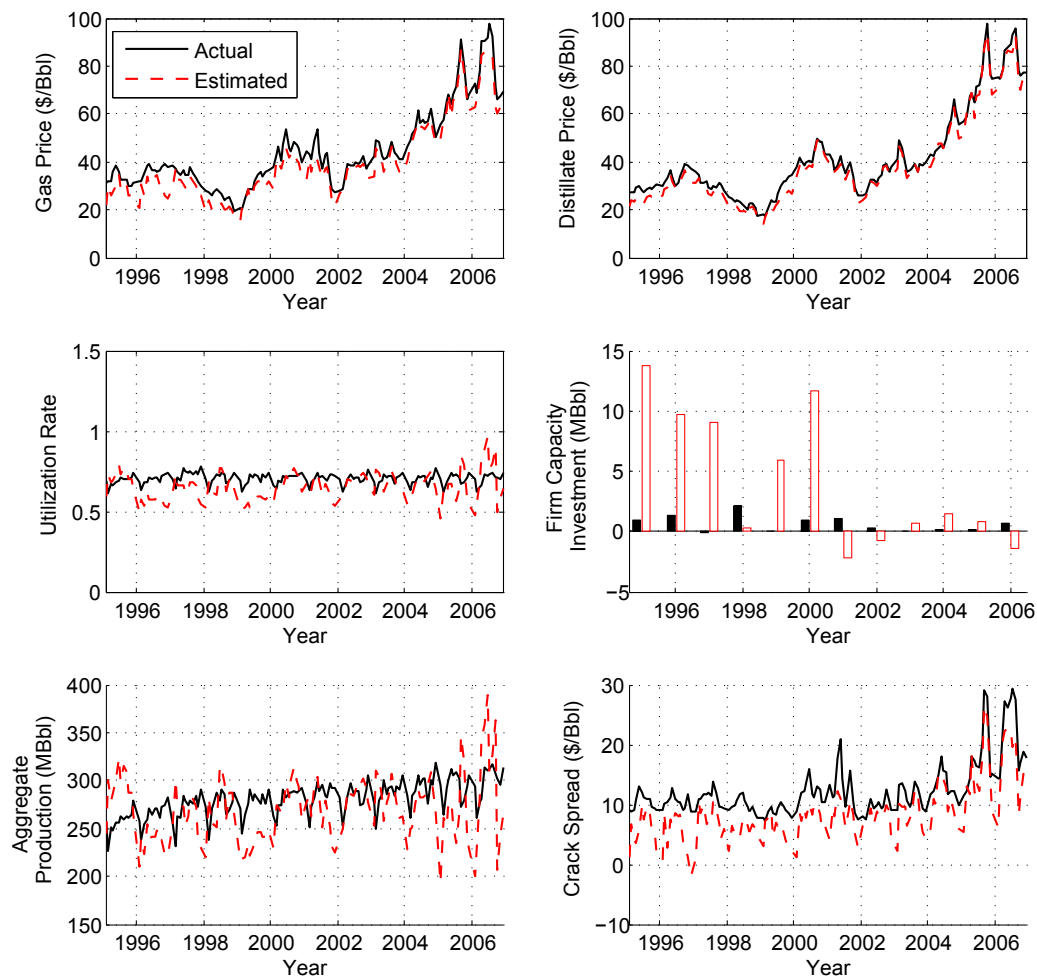 100
80
60
40
20
0
Gas Price ($/Bbl)
Actual
Estimated
1996 1998 2000 2002 2004 2006
Year
100
80
60
40
20
0
Distillate Price ($/Bbl)
1996 1998 2000 2002 2004 2006
Year
1.5
1
0.5
0
Utilization Rate
1996 1998 2000 2002 2004 2006
Year
15
10
5
0
−5
Firm Capacity
Investment (MBbl)
1996 1998 2000 2002 2004 2006
Year
400
350
300
250
200
150
Aggregate
Production (MBbl)
1996 1998 2000 2002 2004 2006
Year
30
20
10
0
−10
Crack Spread ($/Bbl)
1996 1998 2000 2002 2004 2006
Year